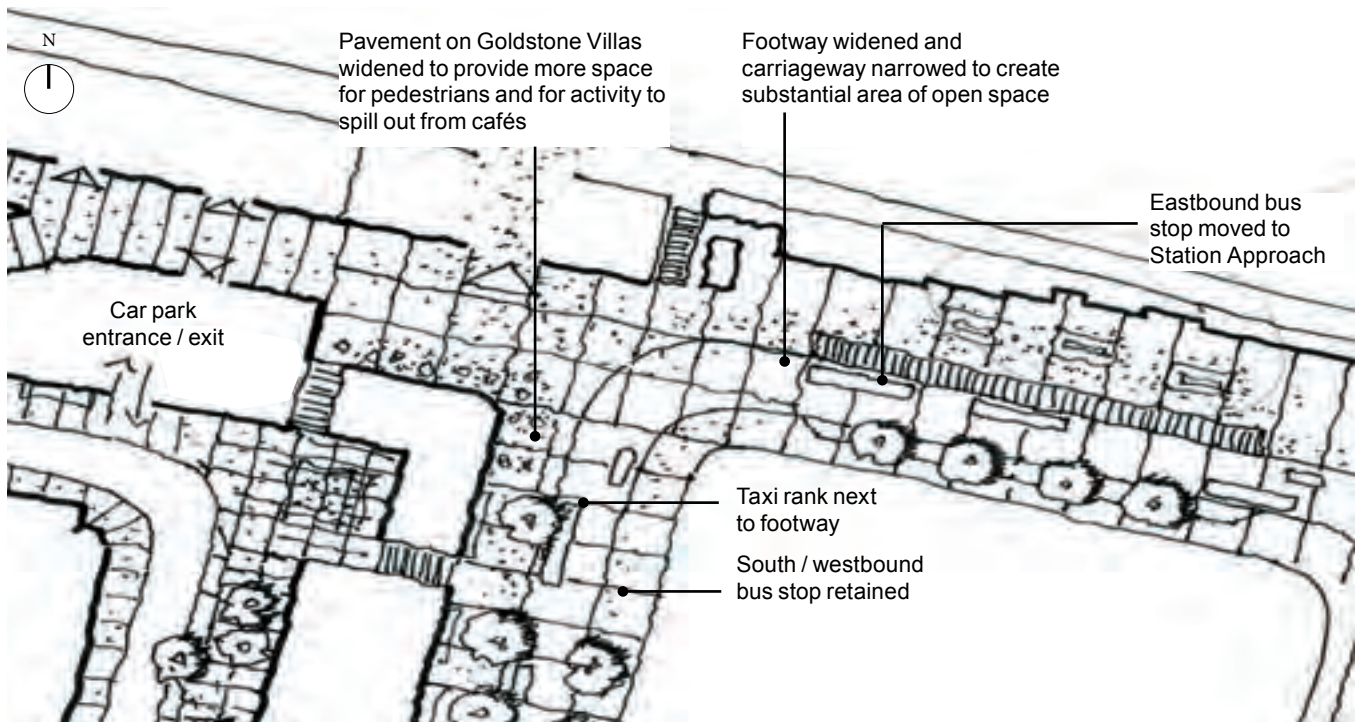 N
Pavement on Goldstone Villas
widened to provide more space
for pedestrians and for activity to
spill out from cafés
Footway widened and
carriageway narrowed to create
substantial area of open space
Eastbound bus
stop moved to
Station Approach
Car park
entrance / exit
Taxi rank next
to footway
South / westbound
bus stop retained